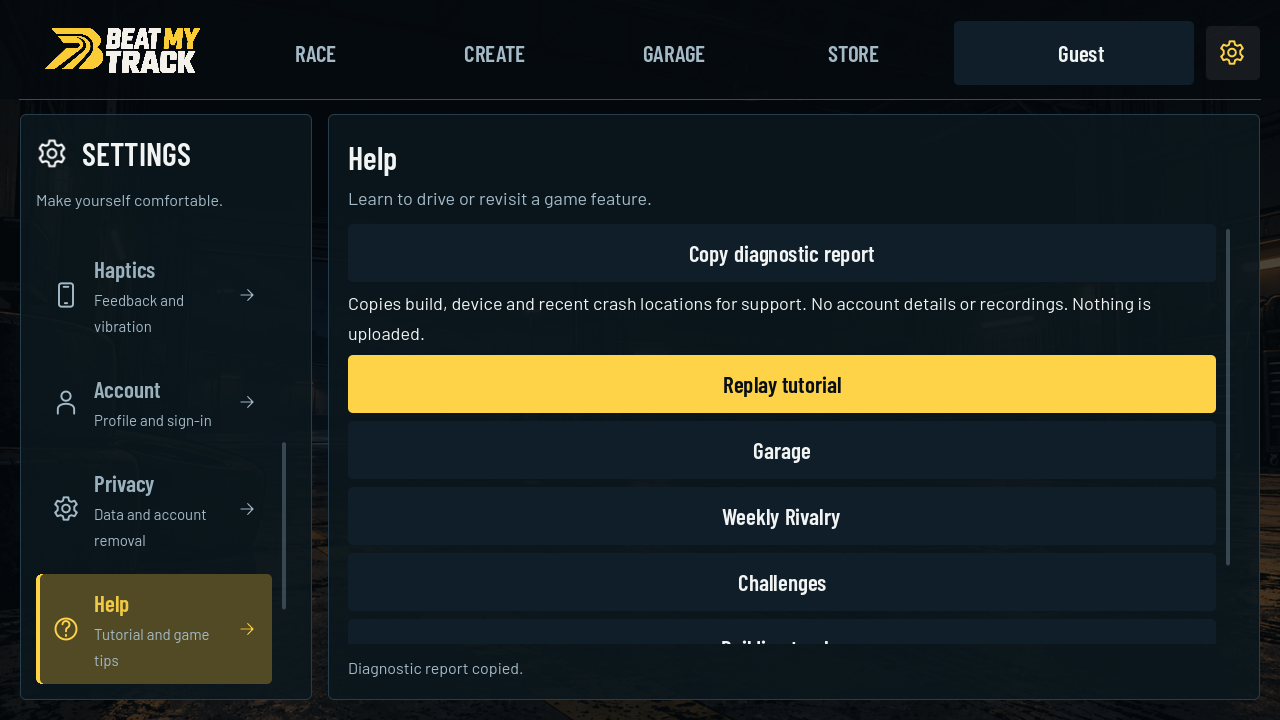 BEAT MY TRACK
RACE
CREATE
GARAGE
STORE
Guest
SETTINGS
Make yourself comfortable.
Haptics
Feedback and
vibration
Account
Profile and sign-in
Privacy
Data and account
removal
Help
Tutorial and game
tips
Help
Learn to drive or revisit a game feature.
Copy diagnostic report
Copies build, device and recent crash locations for support. No account details or recordings. Nothing is
uploaded.
Replay tutorial
Garage
Weekly Rivalry
Challenges
Diagnostic report copied.